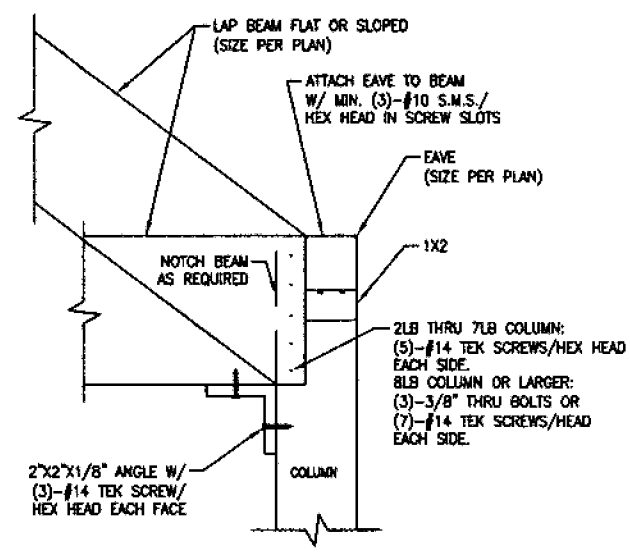 LAP BEAM FLAT OR SLOPED
(SIZE PER PLAN)
ATTACH EAVE TO BEAM
W/ MIN. (3)-#10 S.M.S./
HEX HEAD IN SCREW SLOTS
EAVE
(SIZE PER PLAN)
1X2
NOTCH BEAM
AS REQUIRED
2LB THRU 7LB COLUMN:
(5)-#14 TEK SCREWS/HEX HEAD
EACH SIDE.
8LB COLUMN OR LARGER:
(3)-3/8" THRU BOLTS OR
(7)-#14 TEK SCREWS/HEAD
EACH SIDE.
2"X2"X1/8" ANGLE W/
(3)-#14 TEK SCREW/
HEX HEAD EACH FACE
COLUMN